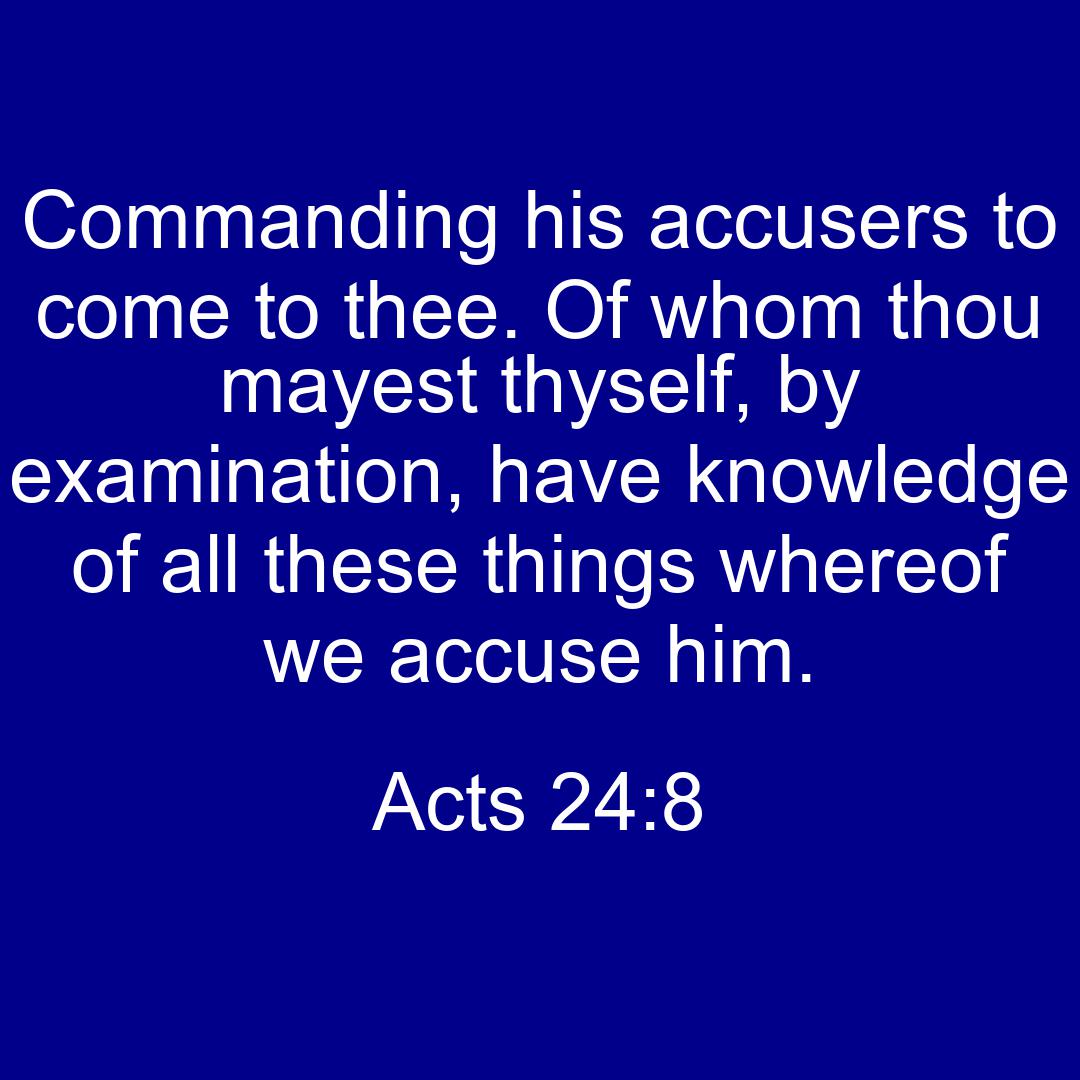 Commanding his accusers to
come to thee. Of whom thou
mayest thyself, by
examination, have knowledge
of all these things whereof
we accuse him.
Acts 24:8